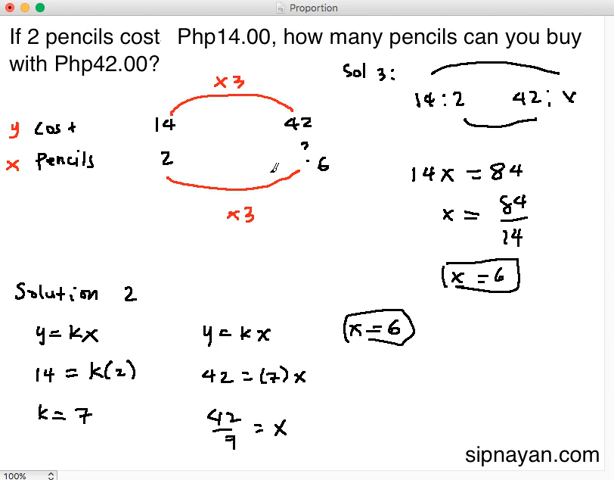 Proportion
If 2 pencils cost Php14.00, how many pencils can you buy
with Php42.00?
x3
Sol 3:
14 : 2 42 : x
y Cost 14 42
x Pencils 2 ? 6
x3
14x = 84
x = 84/14
x = 6
Solution 2
y = kx y = kx x = 6
14 = k(2) 42 = (7)x
k = 7 42/7 = x
sipnayan.com
100%